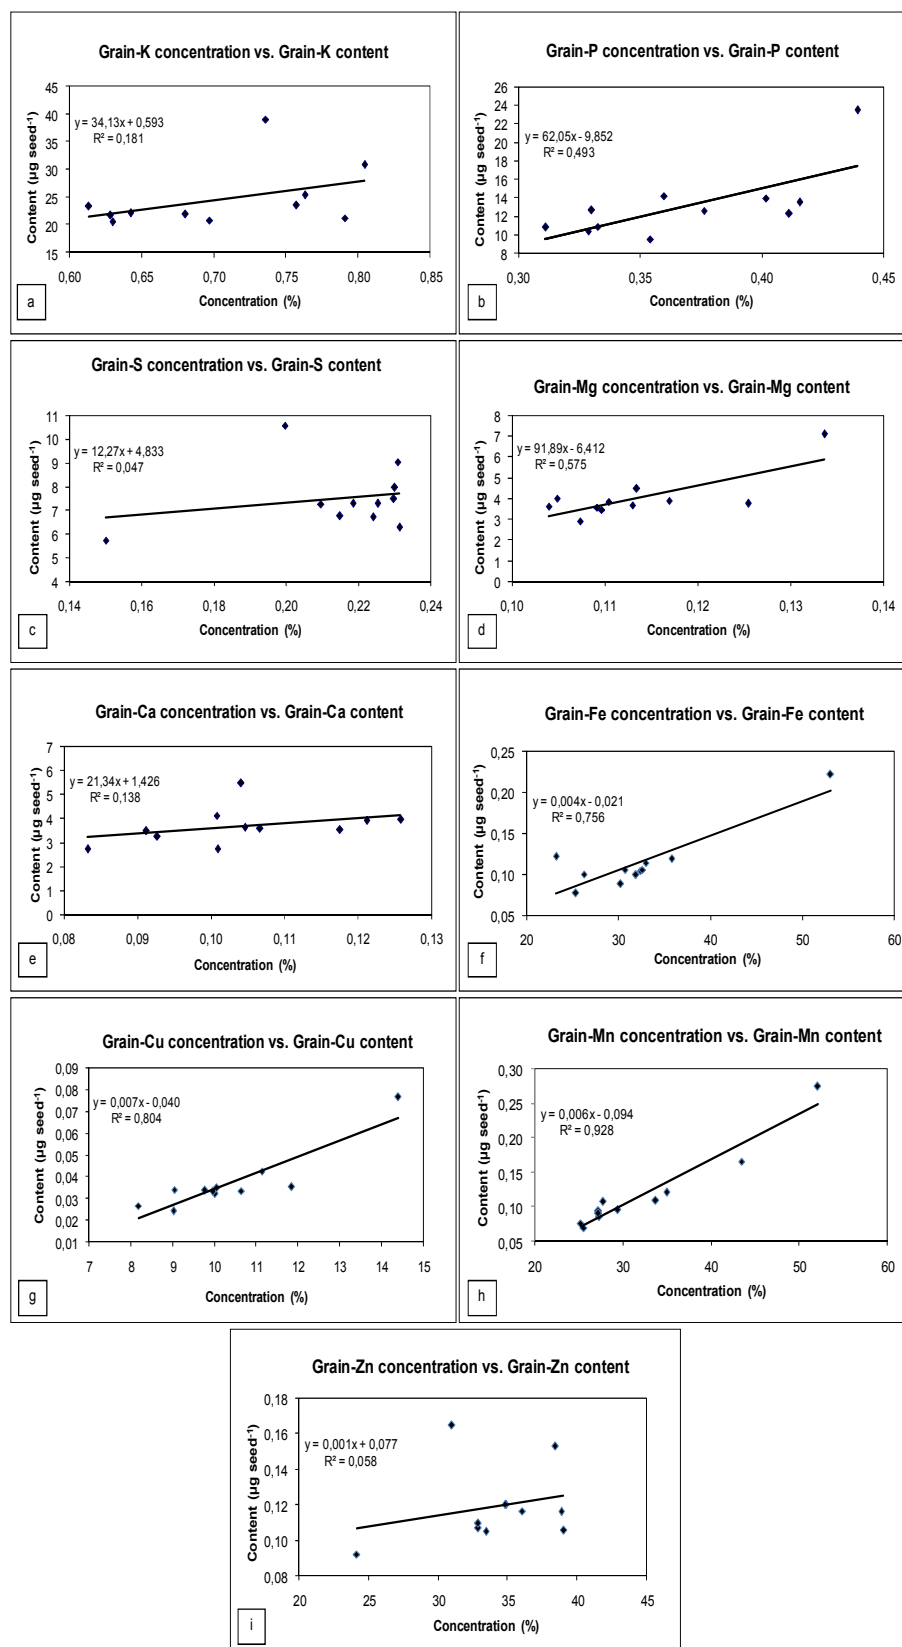 Grain-K concentration vs. Grain-K content
Content (µg seed⁻¹)
45
40
35
30
25
20
15
y = 34,13x + 0,593
R² = 0,181
0,60 0,65 0,70 0,75 0,80 0,85
Concentration (%)
a
Grain-P concentration vs. Grain-P content
Content (µg seed⁻¹)
26
24
22
20
18
16
14
12
10
8
y = 62,05x - 9,852
R² = 0,493
0,30 0,35 0,40 0,45
Concentration (%)
b
Grain-S concentration vs. Grain-S content
Content (µg seed⁻¹)
11
10
9
8
7
6
5
4
y = 12,27x + 4,833
R² = 0,047
0,14 0,16 0,18 0,20 0,22 0,24
Concentration (%)
c
Grain-Mg concentration vs. Grain-Mg content
Content (µg seed⁻¹)
8
7
6
5
4
3
2
1
0
y = 91,89x - 6,412
R² = 0,575
0,10 0,11 0,12 0,13 0,14
Concentration (%)
d
Grain-Ca concentration vs. Grain-Ca content
Content (µg seed⁻¹)
7
6
5
4
3
2
1
0
y = 21,34x + 1,426
R² = 0,138
0,08 0,09 0,10 0,11 0,12 0,13
Concentration (%)
e
Grain-Fe concentration vs. Grain-Fe content
Content (µg seed⁻¹)
0,25
0,20
0,15
0,10
0,05
y = 0,004x - 0,021
R² = 0,756
20 30 40 50 60
Concentration (%)
f
Grain-Cu concentration vs. Grain-Cu content
Content (µg seed⁻¹)
0,09
0,08
0,07
0,06
0,05
0,04
0,03
0,02
0,01
y = 0,007x - 0,040
R² = 0,804
7 8 9 10 11 12 13 14 15
Concentration (%)
g
Grain-Mn concentration vs. Grain-Mn content
Content (µg seed⁻¹)
0,30
0,25
0,20
0,15
0,10
0,05
y = 0,006x - 0,094
R² = 0,928
20 30 40 50 60
Concentration (%)
h
Grain-Zn concentration vs. Grain-Zn content
Content (µg seed⁻¹)
0,18
0,16
0,14
0,12
0,10
0,08
y = 0,001x + 0,077
R² = 0,058
20 25 30 35 40 45
Concentration (%)
i